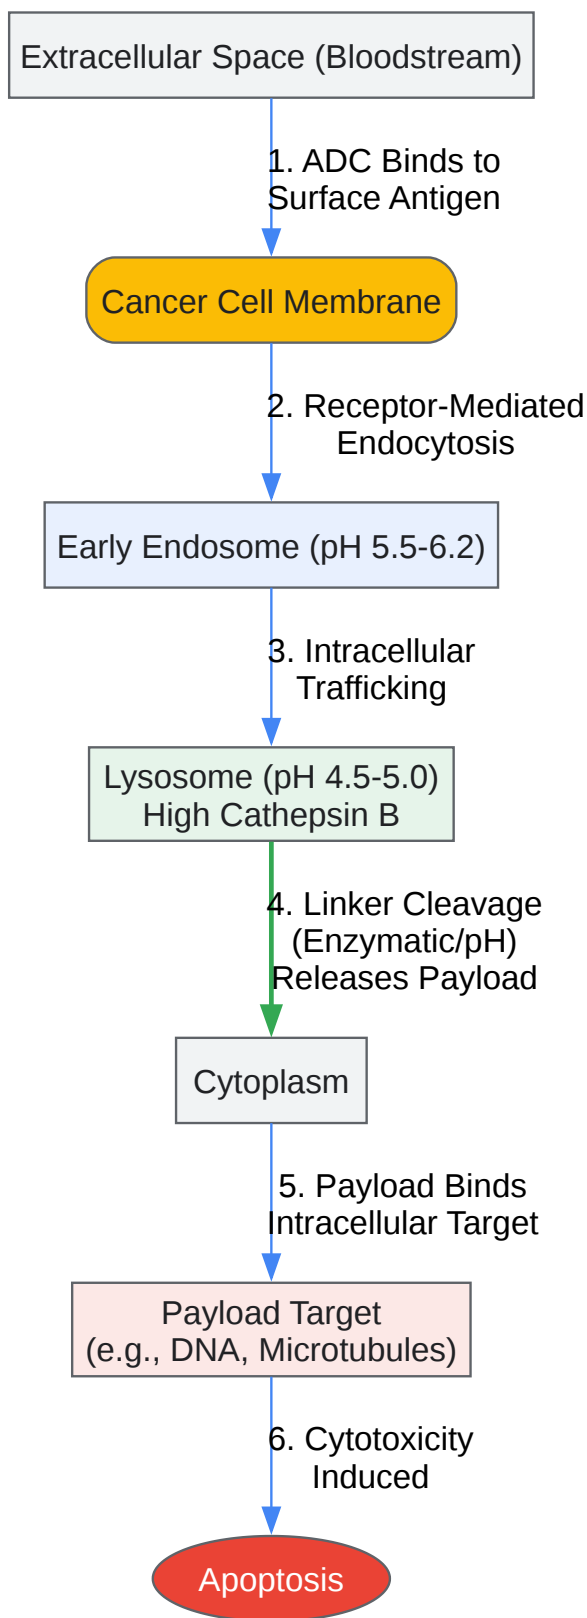 Extracellular Space (Bloodstream)
1. ADC Binds to
Surface Antigen
Cancer Cell Membrane
2. Receptor-Mediated
Endocytosis
Early Endosome (pH 5.5-6.2)
3. Intracellular
Trafficking
Lysosome (pH 4.5-5.0)
High Cathepsin B
4. Linker Cleavage
(Enzymatic/pH)
Releases Payload
Cytoplasm
5. Payload Binds
Intracellular Target
Payload Target
(e.g., DNA, Microtubules)
6. Cytotoxicity
Induced
Apoptosis